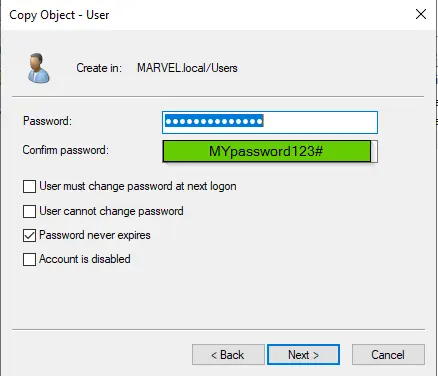 Copy Object - User
Create in: MARVEL.local/Users
Password: ●●●●●●●●●●●●●●
Confirm password: MYpassword123#
User must change password at next logon
User cannot change password
Password never expires
Account is disabled
< Back Next > Cancel